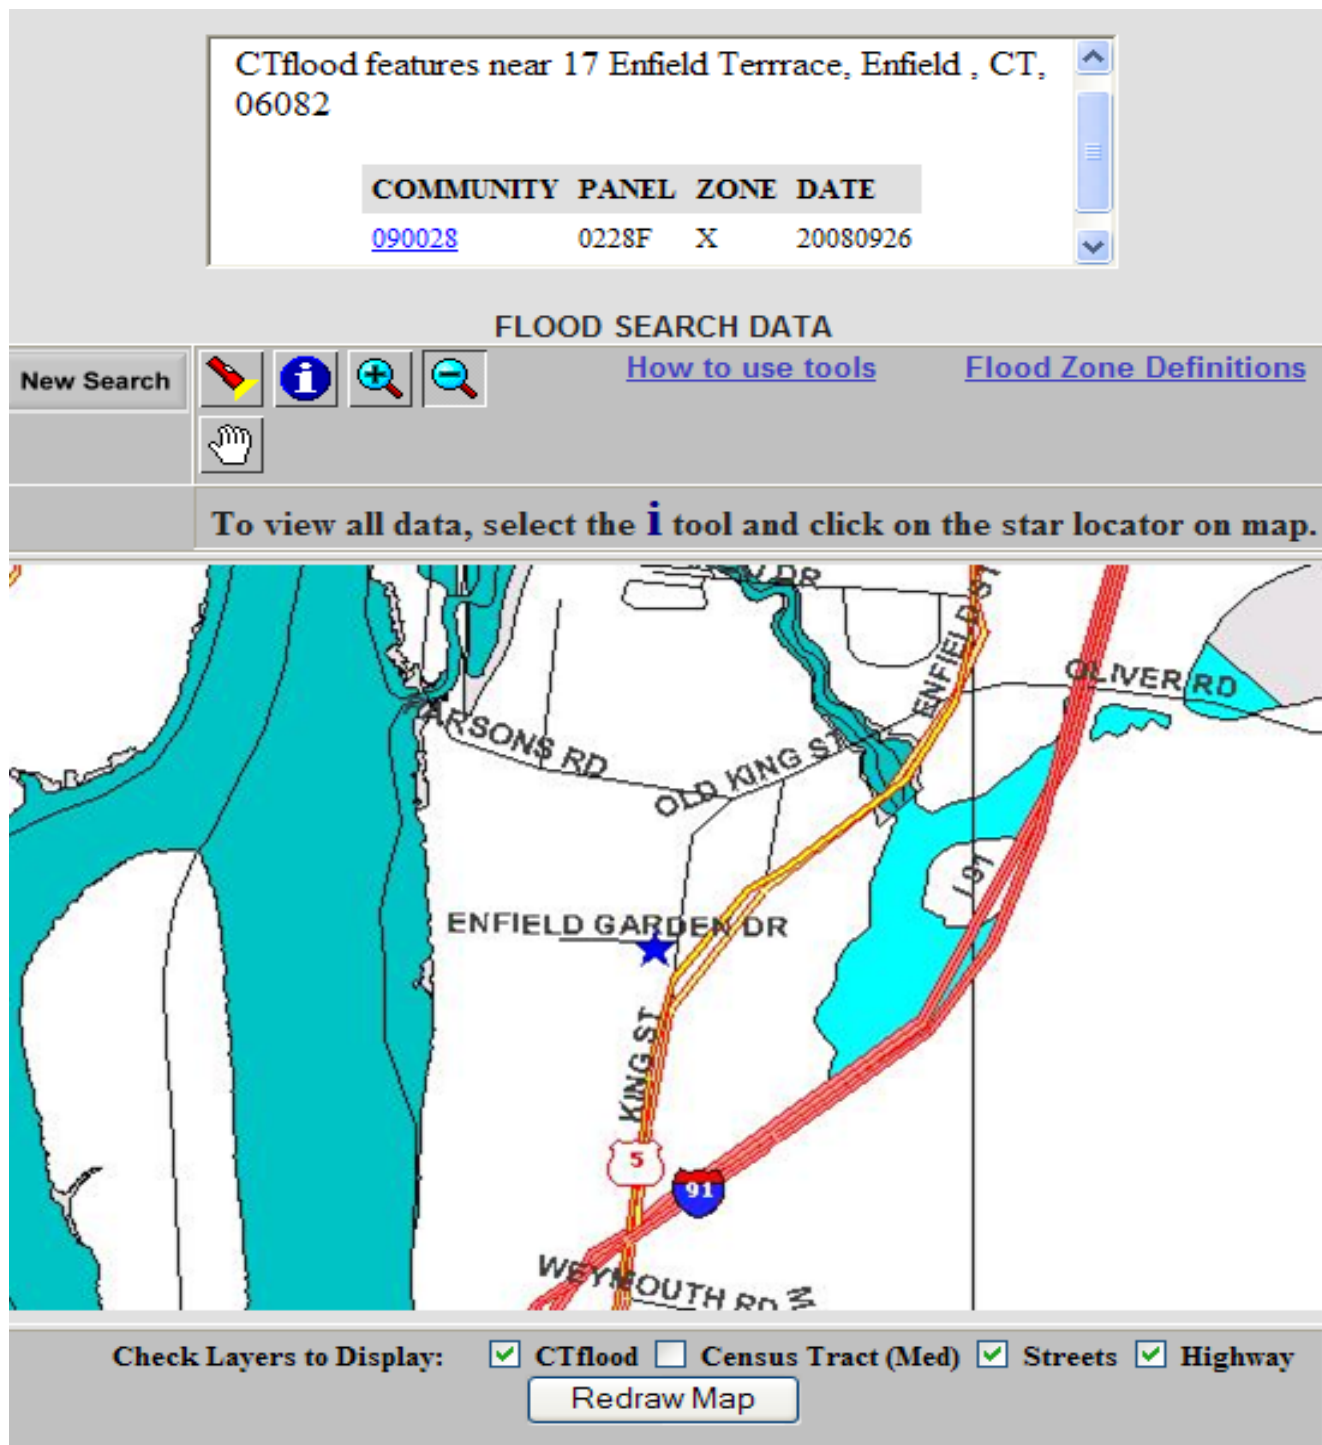 CTflood features near 17 Enfield Terrrace, Enfield , CT,
06082
COMMUNITY PANEL ZONE DATE
090028 0228F X 20080926
FLOOD SEARCH DATA
New Search
How to use tools
Flood Zone Definitions
To view all data, select the i tool and click on the star locator on map.
DR
ENFIELD ST
OLIVER RD
ARSONS RD
OLD KING ST
I 91
ENFIELD GARDEN DR
KING ST
5
91
WEYMOUTH RD
Check Layers to Display: CTflood Census Tract (Med) Streets Highway
Redraw Map